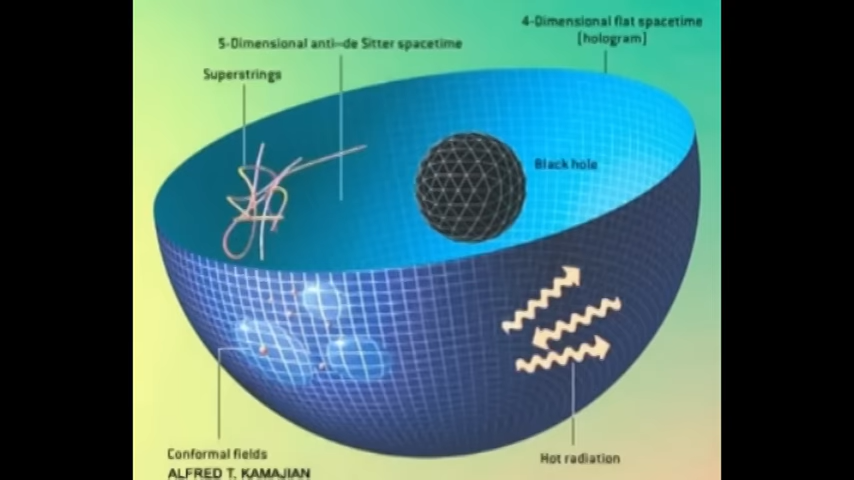 4-Dimensional flat spacetime
[hologram]
5-Dimensional anti-de Sitter spacetime
Superstrings
Black hole
Conformal fields
ALFRED T. KAMAJIAN
Hot radiation